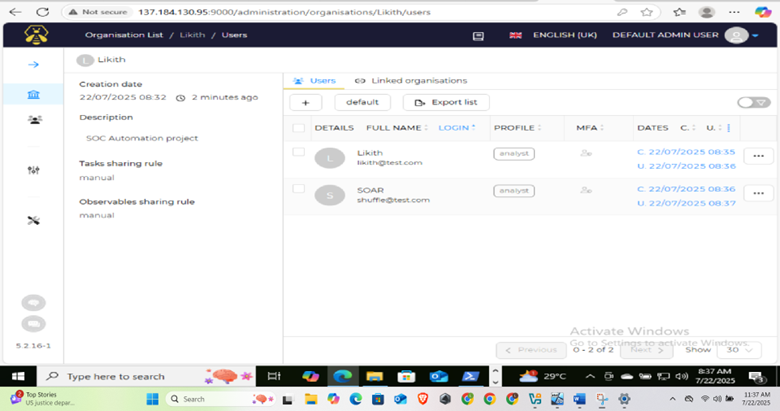 Not secure 137.184.130.95:9000/administration/organisations/Likith/users
Organisation List / Likith / Users ENGLISH (UK) DEFAULT ADMIN USER
L Likith
Creation date
22/07/2025 08:32 2 minutes ago
Description
SOC Automation project
Tasks sharing rule
manual
Observables sharing rule
manual
5.2.16-1
Users Linked organisations
+ default Export list
DETAILS FULL NAME LOGIN PROFILE MFA DATES C. U.
L Likith analyst C. 22/07/2025 08:35
likith@test.com U. 22/07/2025 08:36
S SOAR analyst C. 22/07/2025 08:36
shuffle@test.com U. 22/07/2025 08:37
Activate Windows
Go to Settings to activate Windows.
Previous 0 - 2 of 2 Next Show 30
Type here to search 29°C 8:37 AM
7/22/2025 3
2 Top Stories Search 11:37 AM
US justice depar... 7/22/2025